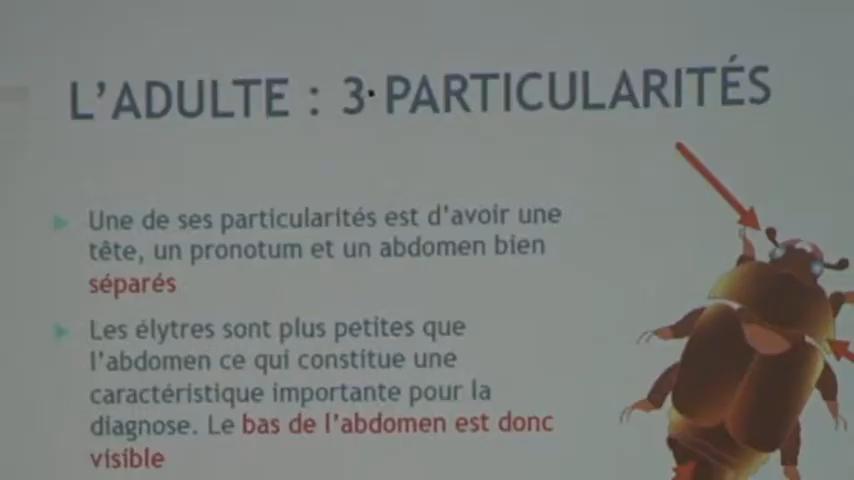 L'ADULTE : 3 PARTICULARITÉS
Une de ses particularités est d'avoir une
tête, un pronotum et un abdomen bien
séparés
Les élytres sont plus petites que
l'abdomen ce qui constitue une
caractéristique importante pour la
diagnose. Le bas de l'abdomen est donc
visible